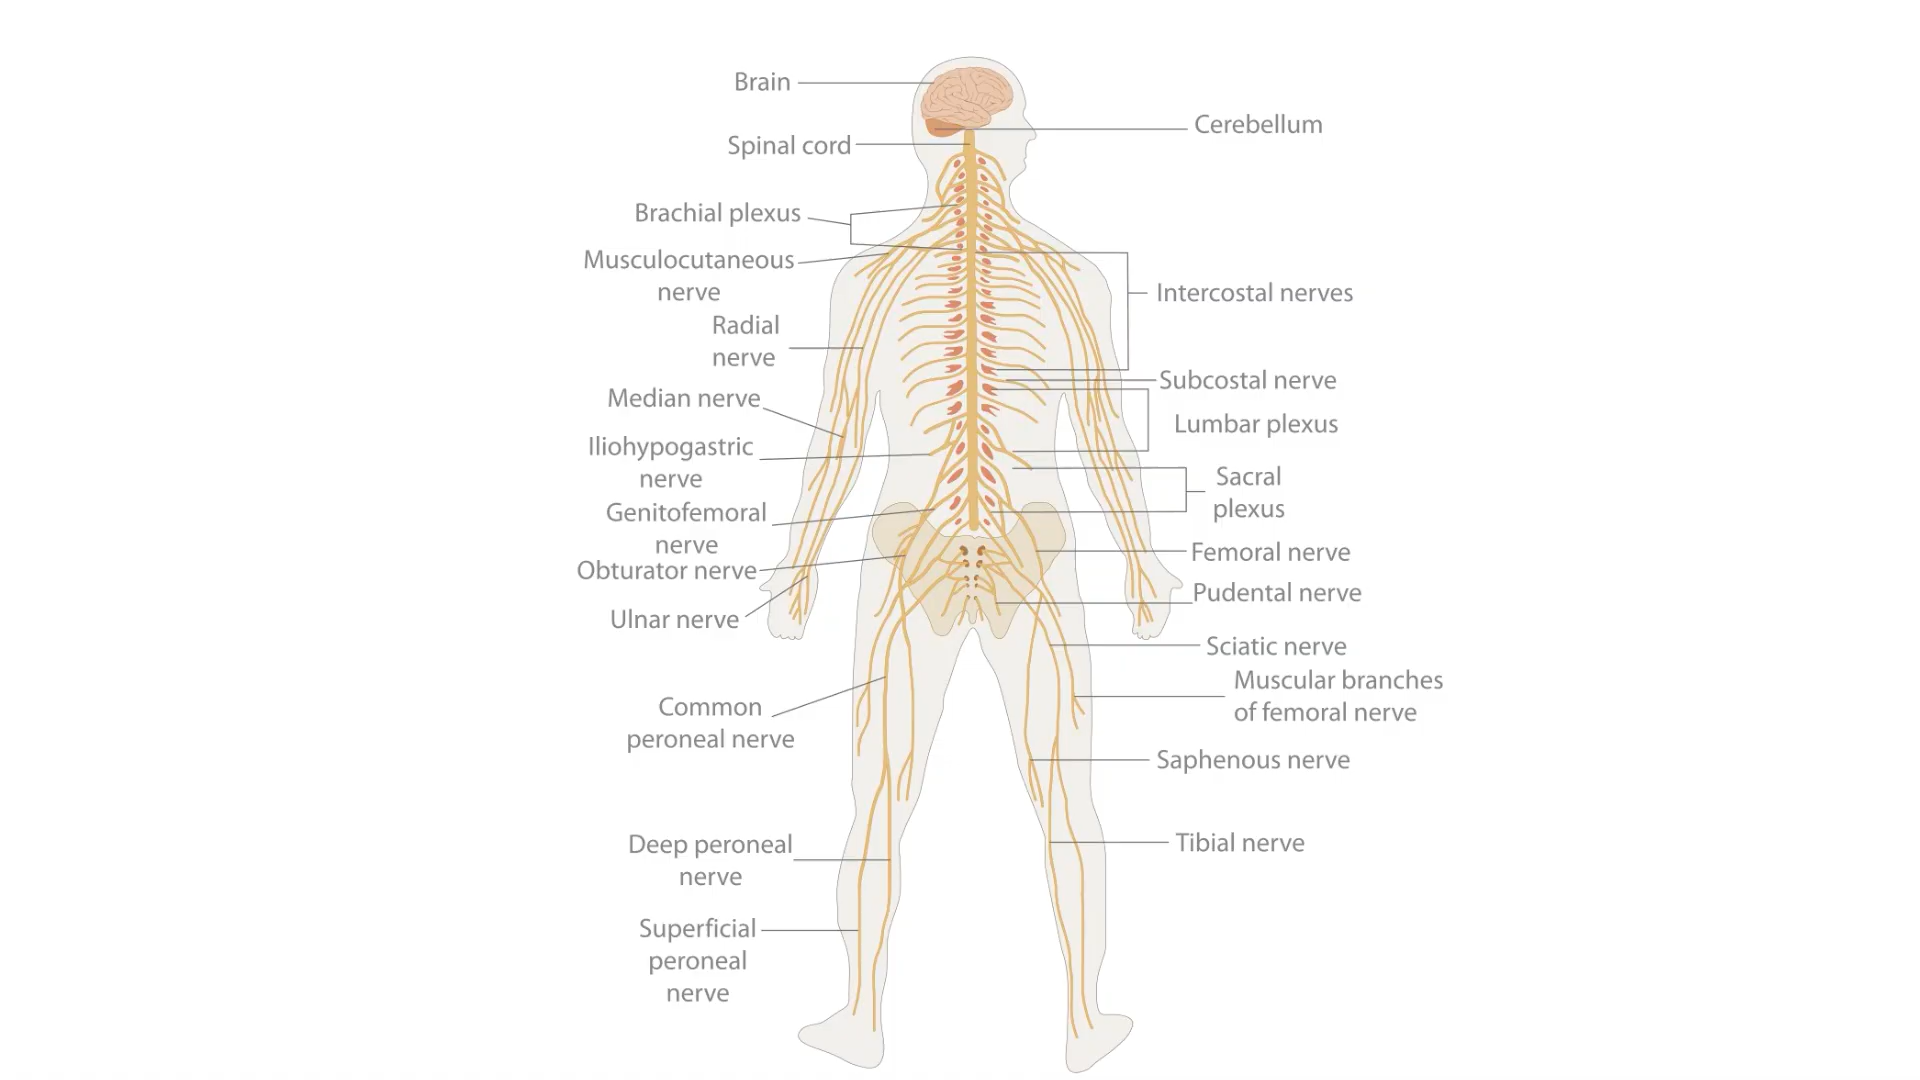 Brain
Spinal cord
Brachial plexus
Musculocutaneous
nerve
Radial
nerve
Median nerve
Iliohypogastric
nerve
Genitofemoral
nerve
Obturator nerve
Ulnar nerve
Common
peroneal nerve
Deep peroneal
nerve
Superficial
peroneal
nerve
Cerebellum
Intercostal nerves
Subcostal nerve
Lumbar plexus
Sacral
plexus
Femoral nerve
Pudental nerve
Sciatic nerve
Muscular branches
of femoral nerve
Saphenous nerve
Tibial nerve